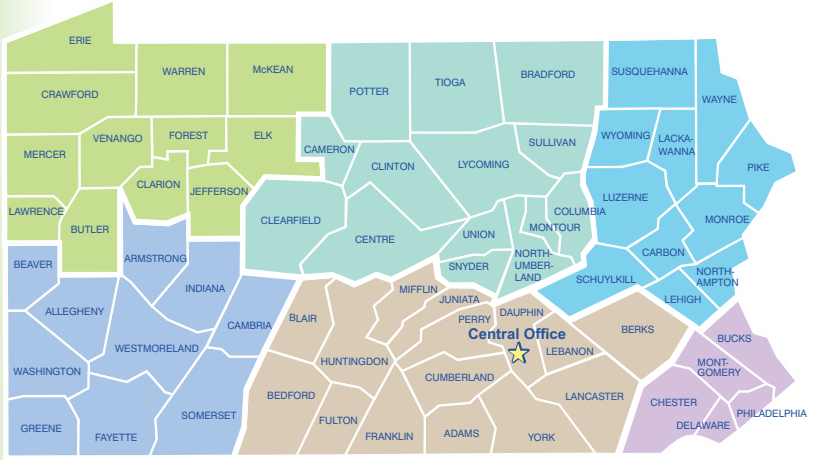 ERIE
CRAWFORD
WARREN
McKEAN
MERCER
VENANGO
FOREST
ELK
LAWRENCE
BUTLER
CLARION
JEFFERSON
POTTER
TIOGA
BRADFORD
CAMERON
CLINTON
LYCOMING
SULLIVAN
CLEARFIELD
CENTRE
UNION
SNYDER
NORTH-
UMBER-
LAND
MONTOUR
COLUMBIA
SUSQUEHANNA
WAYNE
WYOMING
LACKA-
WANNA
PIKE
LUZERNE
MONROE
CARBON
SCHUYLKILL
NORTH-
AMPTON
LEHIGH
BEAVER
ARMSTRONG
INDIANA
ALLEGHENY
CAMBRIA
WESTMORELAND
WASHINGTON
GREENE
FAYETTE
SOMERSET
BLAIR
HUNTINGDON
MIFFLIN
JUNIATA
PERRY
DAUPHIN
Central Office
LEBANON
BERKS
BEDFORD
FULTON
FRANKLIN
CUMBERLAND
ADAMS
YORK
LANCASTER
BUCKS
MONT-
GOMERY
CHESTER
DELAWARE
PHILADELPHIA